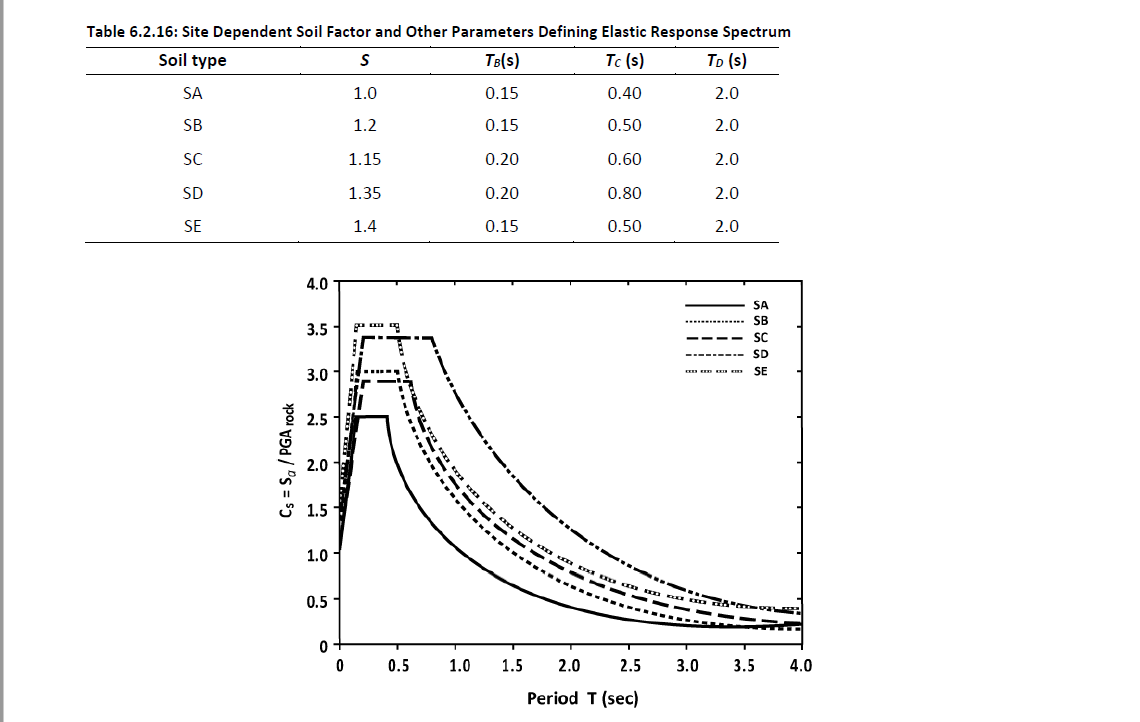 Table 6.2.16: Site Dependent Soil Factor and Other Parameters Defining Elastic Response Spectrum
Soil type S TB(s) TC (s) TD (s)
SA 1.0 0.15 0.40 2.0
SB 1.2 0.15 0.50 2.0
SC 1.15 0.20 0.60 2.0
SD 1.35 0.20 0.80 2.0
SE 1.4 0.15 0.50 2.0
4.0
3.5
3.0
2.5
2.0
1.5
1.0
0.5
0
Cs = Sa / PGA rock
SA
SB
SC
SD
SE
0 0.5 1.0 1.5 2.0 2.5 3.0 3.5 4.0
Period T (sec)